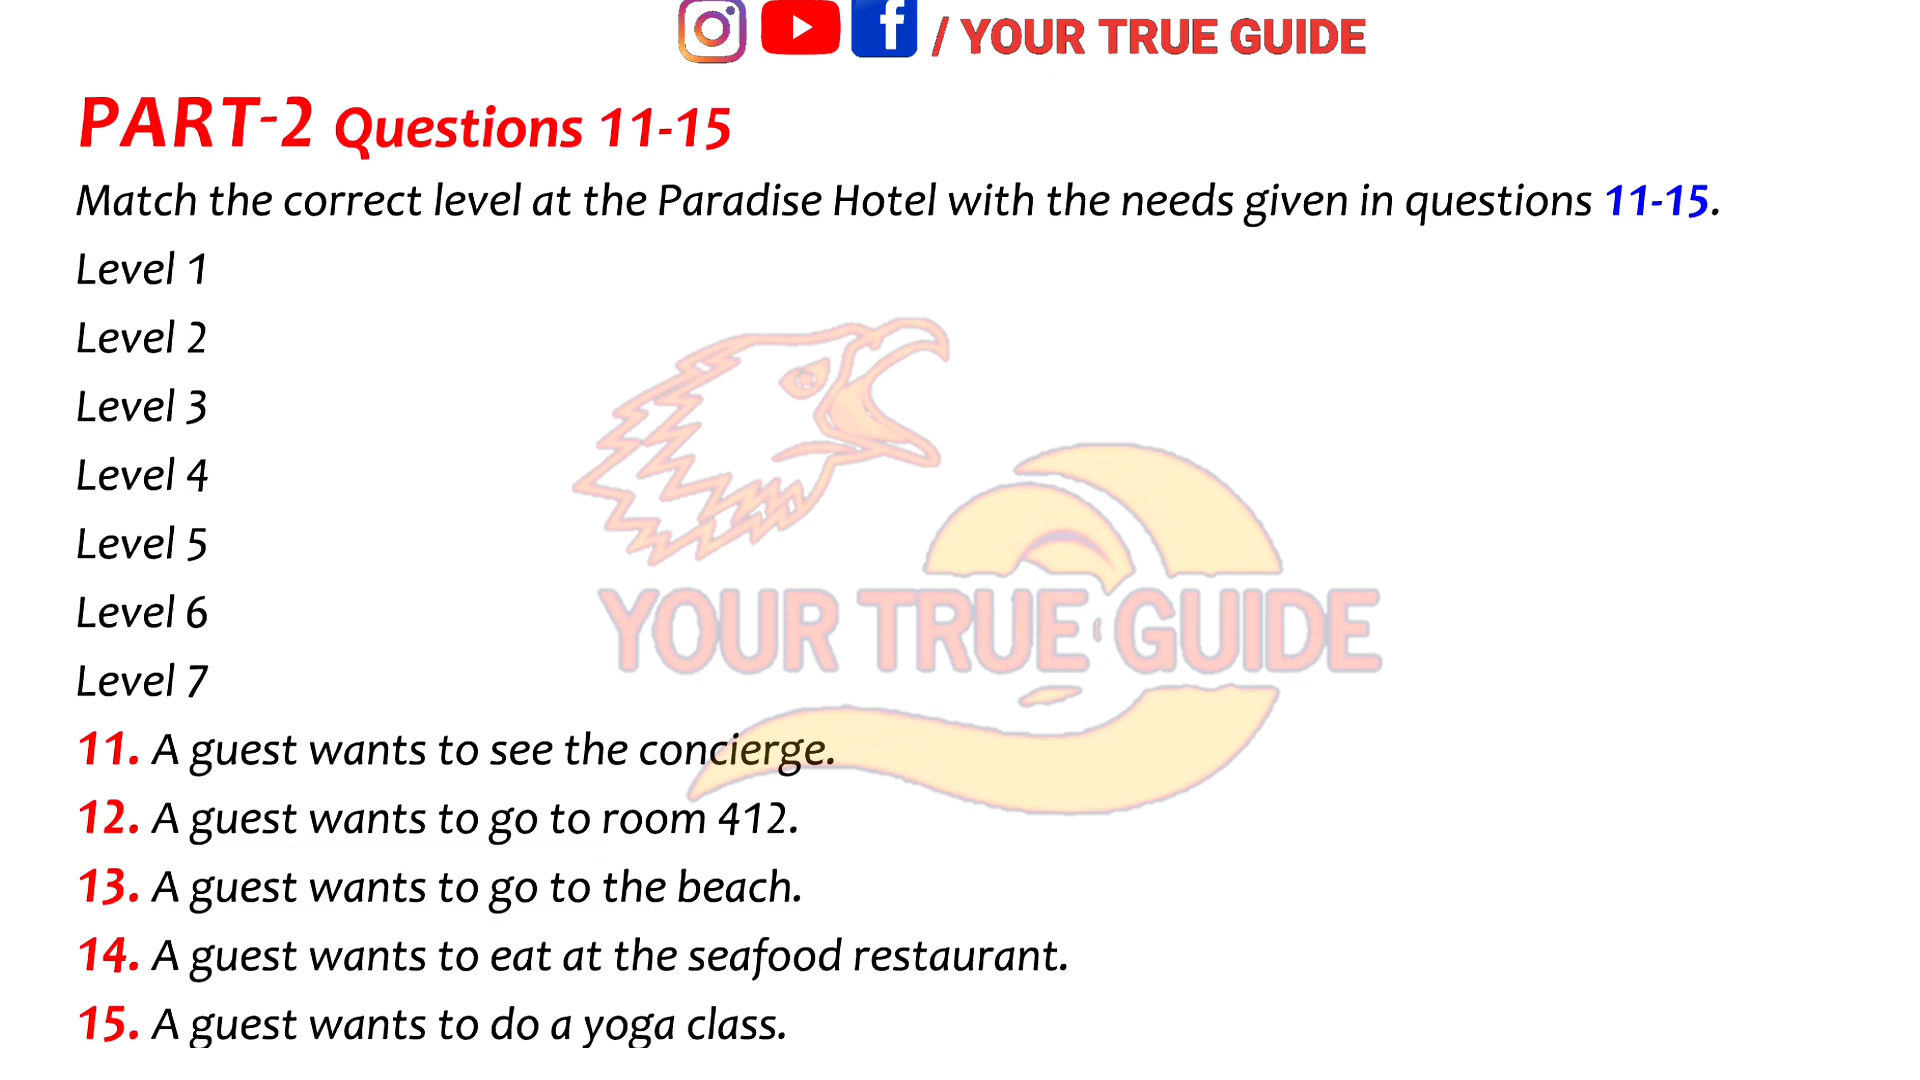 / YOUR TRUE GUIDE
PART-2 Questions 11-15
Match the correct level at the Paradise Hotel with the needs given in questions 11-15.
Level 1
Level 2
Level 3
Level 4
Level 5
Level 6
Level 7
YOUR TRUE GUIDE
11. A guest wants to see the concierge.
12. A guest wants to go to room 412.
13. A guest wants to go to the beach.
14. A guest wants to eat at the seafood restaurant.
15. A guest wants to do a yoga class.